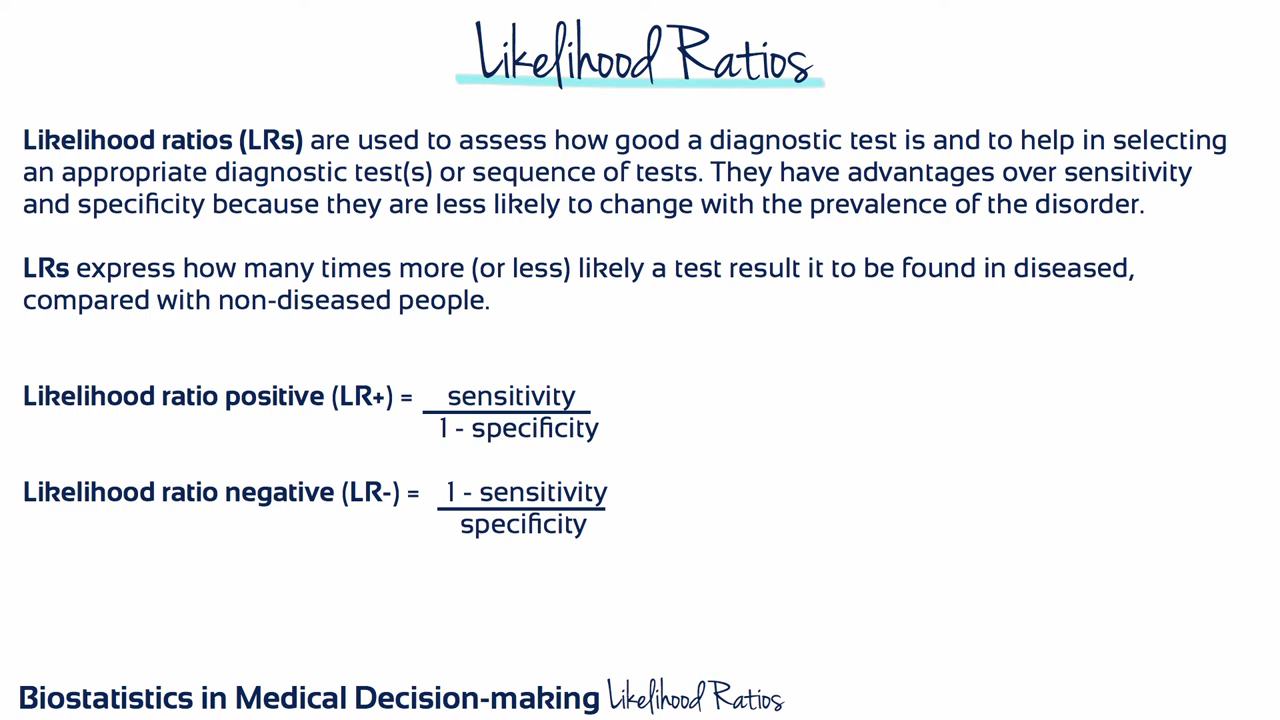 Likelihood Ratios
Likelihood ratios (LRs) are used to assess how good a diagnostic test is and to help in selecting
an appropriate diagnostic test(s) or sequence of tests. They have advantages over sensitivity
and specificity because they are less likely to change with the prevalence of the disorder.
LRs express how many times more (or less) likely a test result it to be found in diseased,
compared with non-diseased people.
Likelihood ratio positive (LR+) = sensitivity
1 - specificity
Likelihood ratio negative (LR-) = 1 - sensitivity
specificity
Biostatistics in Medical Decision-making Likelihood Ratios